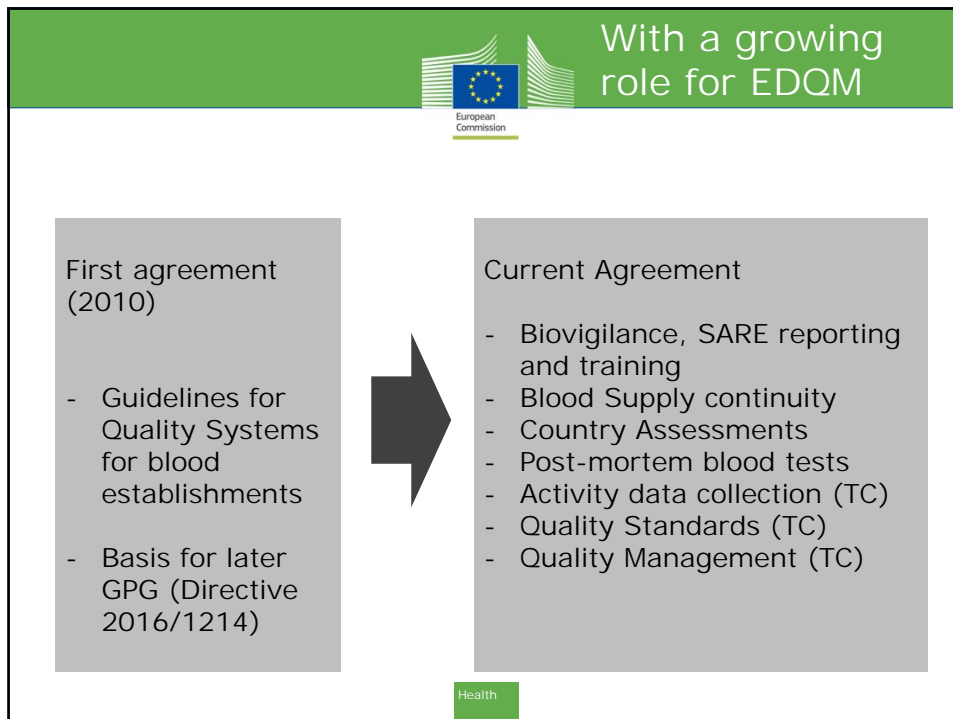 With a growing
role for EDQM
European
Commission
First agreement
(2010)
- Guidelines for
Quality Systems
for blood
establishments
- Basis for later
GPG (Directive
2016/1214)
Current Agreement
- Biovigilance, SARE reporting
and training
- Blood Supply continuity
- Country Assessments
- Post-mortem blood tests
- Activity data collection (TC)
- Quality Standards (TC)
- Quality Management (TC)
Health